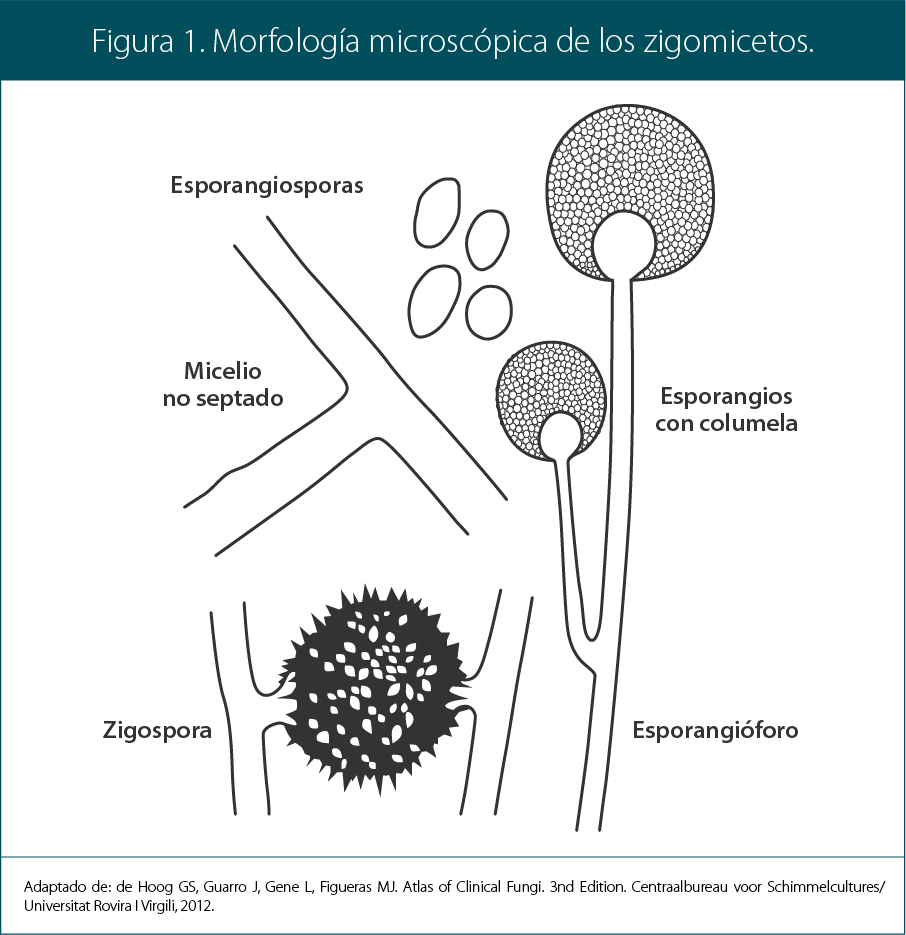 Figura 1. Morfología microscópica de los zigomicetos.
Esporangiosporas
Micelio
no septado
Esporangios
con columela
Zigospora
Esporangióforo
Adaptado de: de Hoog GS, Guarro J, Gene L, Figueras MJ. Atlas of Clinical Fungi. 3nd Edition. Centraalbureau voor Schimmelcultures/
Universitat Rovira I Virgili, 2012.